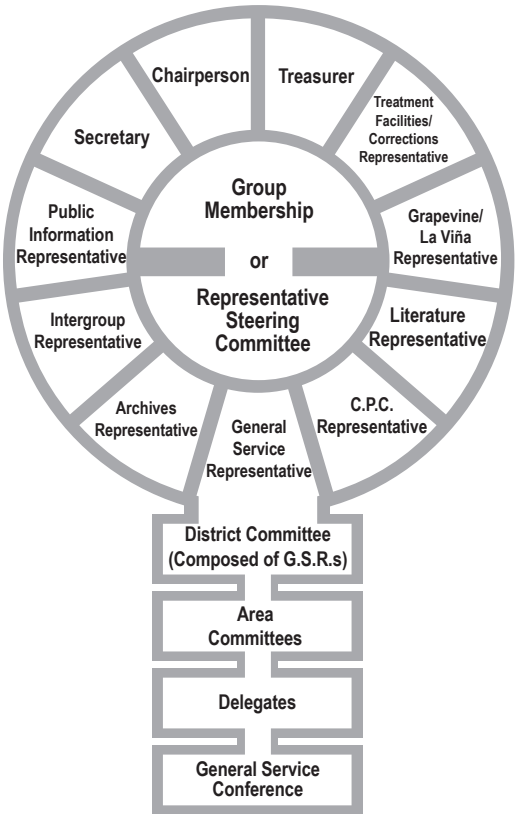 Chairperson
Treasurer
Treatment
Facilities/
Corrections
Representative
Grapevine/
La Viña
Representative
Literature
Representative
C.P.C.
Representative
General
Service
Representative
Archives
Representative
Intergroup
Representative
Public
Information
Representative
Secretary
Group
Membership
or
Representative
Steering
Committee
District Committee
(Composed of G.S.R.s)
Area
Committees
Delegates
General Service
Conference